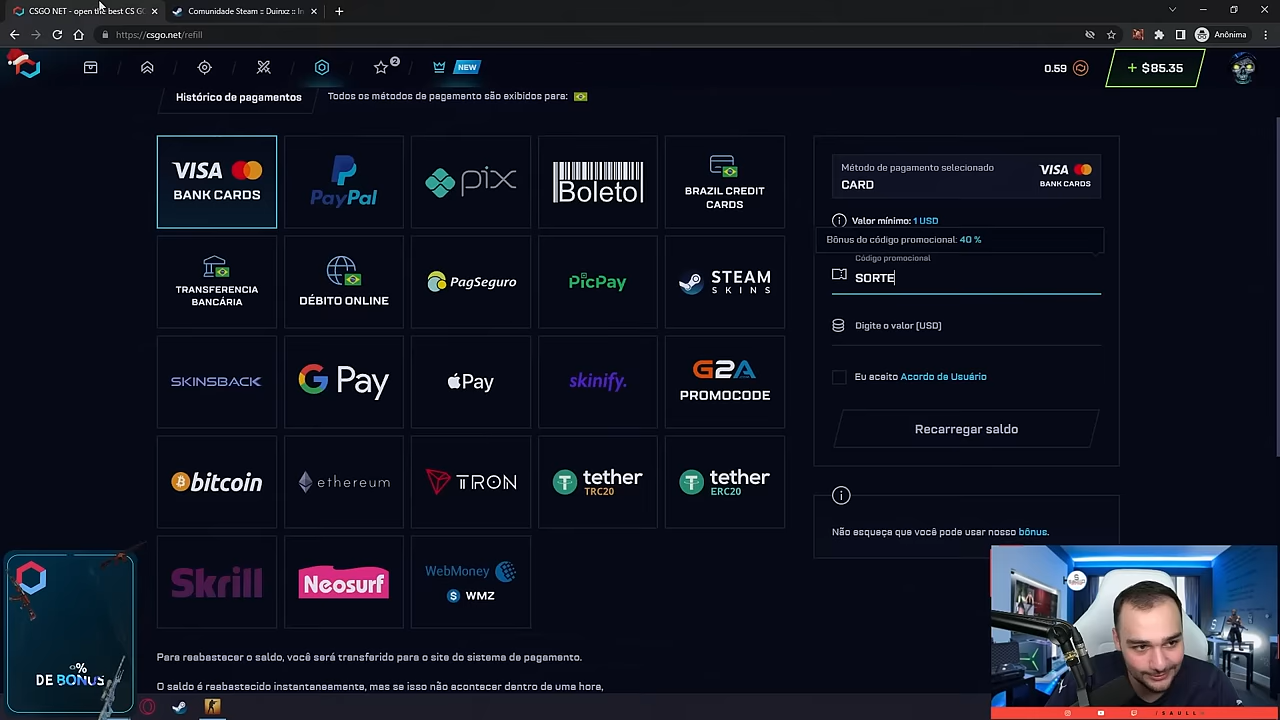 CSGO NET - open the best CS GO
Comunidade Steam :: Duinxz :: In
https://csgo.net/refill
Anônima
2
NEW
0.59
+ $85.35
Histórico de pagamentos
Todos os métodos de pagamento são exibidos para:
VISA
BANK CARDS
PayPal
pix
Boleto
BRAZIL CREDIT
CARDS
TRANSFERENCIA
BANCÁRIA
DÉBITO ONLINE
PagSeguro
PicPay
STEAM
SKINS
SKINSBACK
G Pay
Pay
skinify.
G2A
PROMOCODE
bitcoin
ethereum
TRON
tether
TRC20
tether
ERC20
Skrill
Neosurf
WebMoney
WMZ
Método de pagamento selecionado
CARD
VISA
BANK CARDS
Valor mínimo: 1 USD
Bônus do código promocional: 40 %
Código promocional
SORTE
Digite o valor [USD]
Eu aceito Acordo de Usuário
Recarregar saldo
Não esqueça que você pode usar nosso bônus.
%
DE BONUS
Para reabastecer o saldo, você será transferido para o site do sistema de pagamento.
O saldo é reabastecido instantaneamente, mas se isso não acontecer dentro de uma hora,